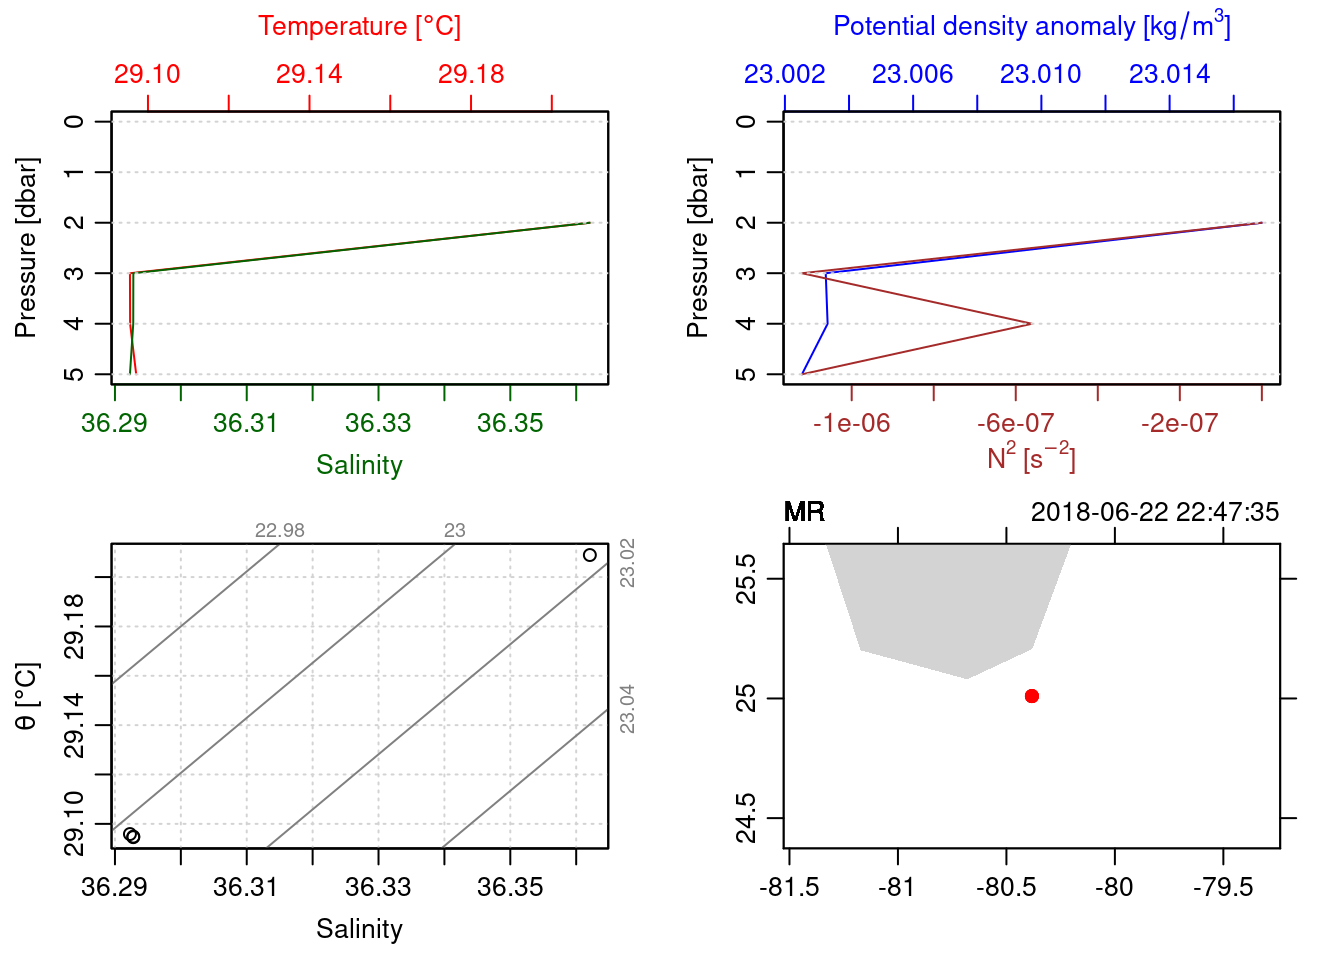 Temperature [°C]
29.10 29.14 29.18
0
1
2
3
4
5
Pressure [dbar]
36.29 36.31 36.33 36.35
Salinity
Potential density anomaly [kg/m³]
23.002 23.006 23.010 23.014
0
1
2
3
4
5
Pressure [dbar]
-1e-06 -6e-07 -2e-07
N² [s⁻²]
22.98 23
23.02
23.04
29.18
29.14
29.10
θ [°C]
36.29 36.31 36.33 36.35
Salinity
MR 2018-06-22 22:47:35
25.5
25
24.5
-81.5 -81 -80.5 -80 -79.5